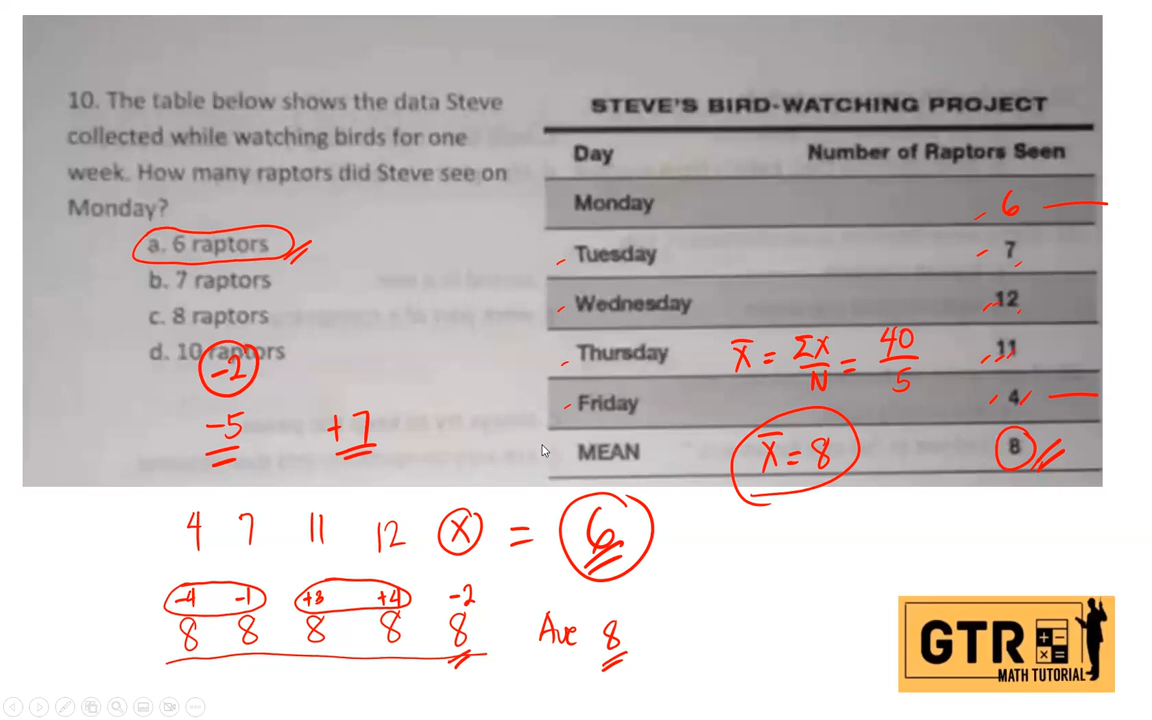 10. The table below shows the data Steve
collected while watching birds for one
week. How many raptors did Steve see on
Monday?
a. 6 raptors
b. 7 raptors
c. 8 raptors
d. 10 raptors
-2
-5 +7
STEVE'S BIRD-WATCHING PROJECT
Day Number of Raptors Seen
Monday 6
Tuesday 7
Wednesday 12
Thursday 11
X̄ = ΣX/N = 40/5
Friday 4
MEAN 8
X̄ = 8
4 7 11 12 X = 6
-4 -1 +3 +4 -2
8 8 8 8 8 Ave 8
GTR
+ -
× =
MATH TUTORIAL